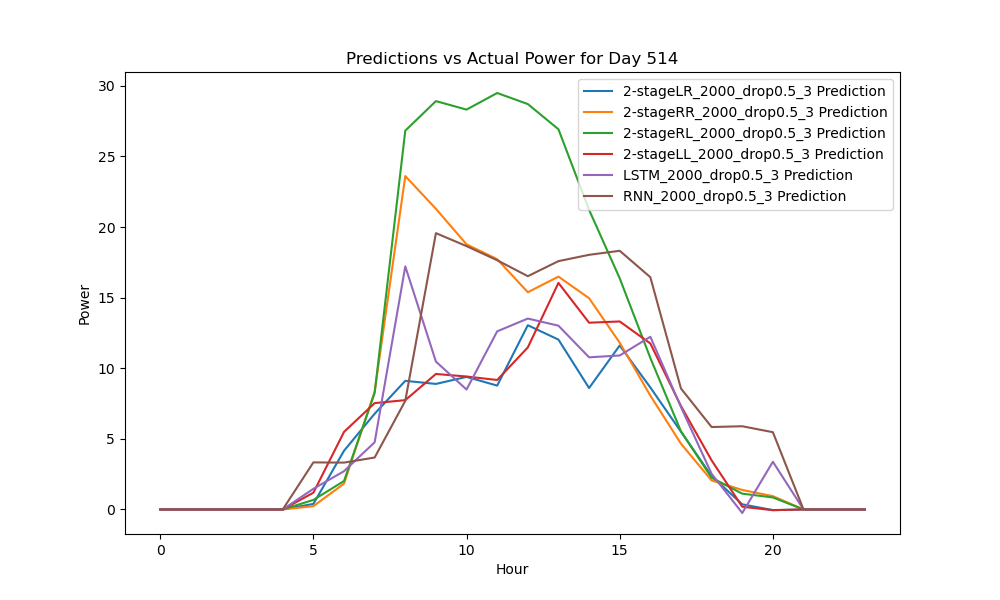 Predictions vs Actual Power for Day 514
2-stageLR_2000_drop0.5_3 Prediction
2-stageRR_2000_drop0.5_3 Prediction
2-stageRL_2000_drop0.5_3 Prediction
2-stageLL_2000_drop0.5_3 Prediction
LSTM_2000_drop0.5_3 Prediction
RNN_2000_drop0.5_3 Prediction
30
25
20
15
10
5
0
Power
0 5 10 15 20
Hour